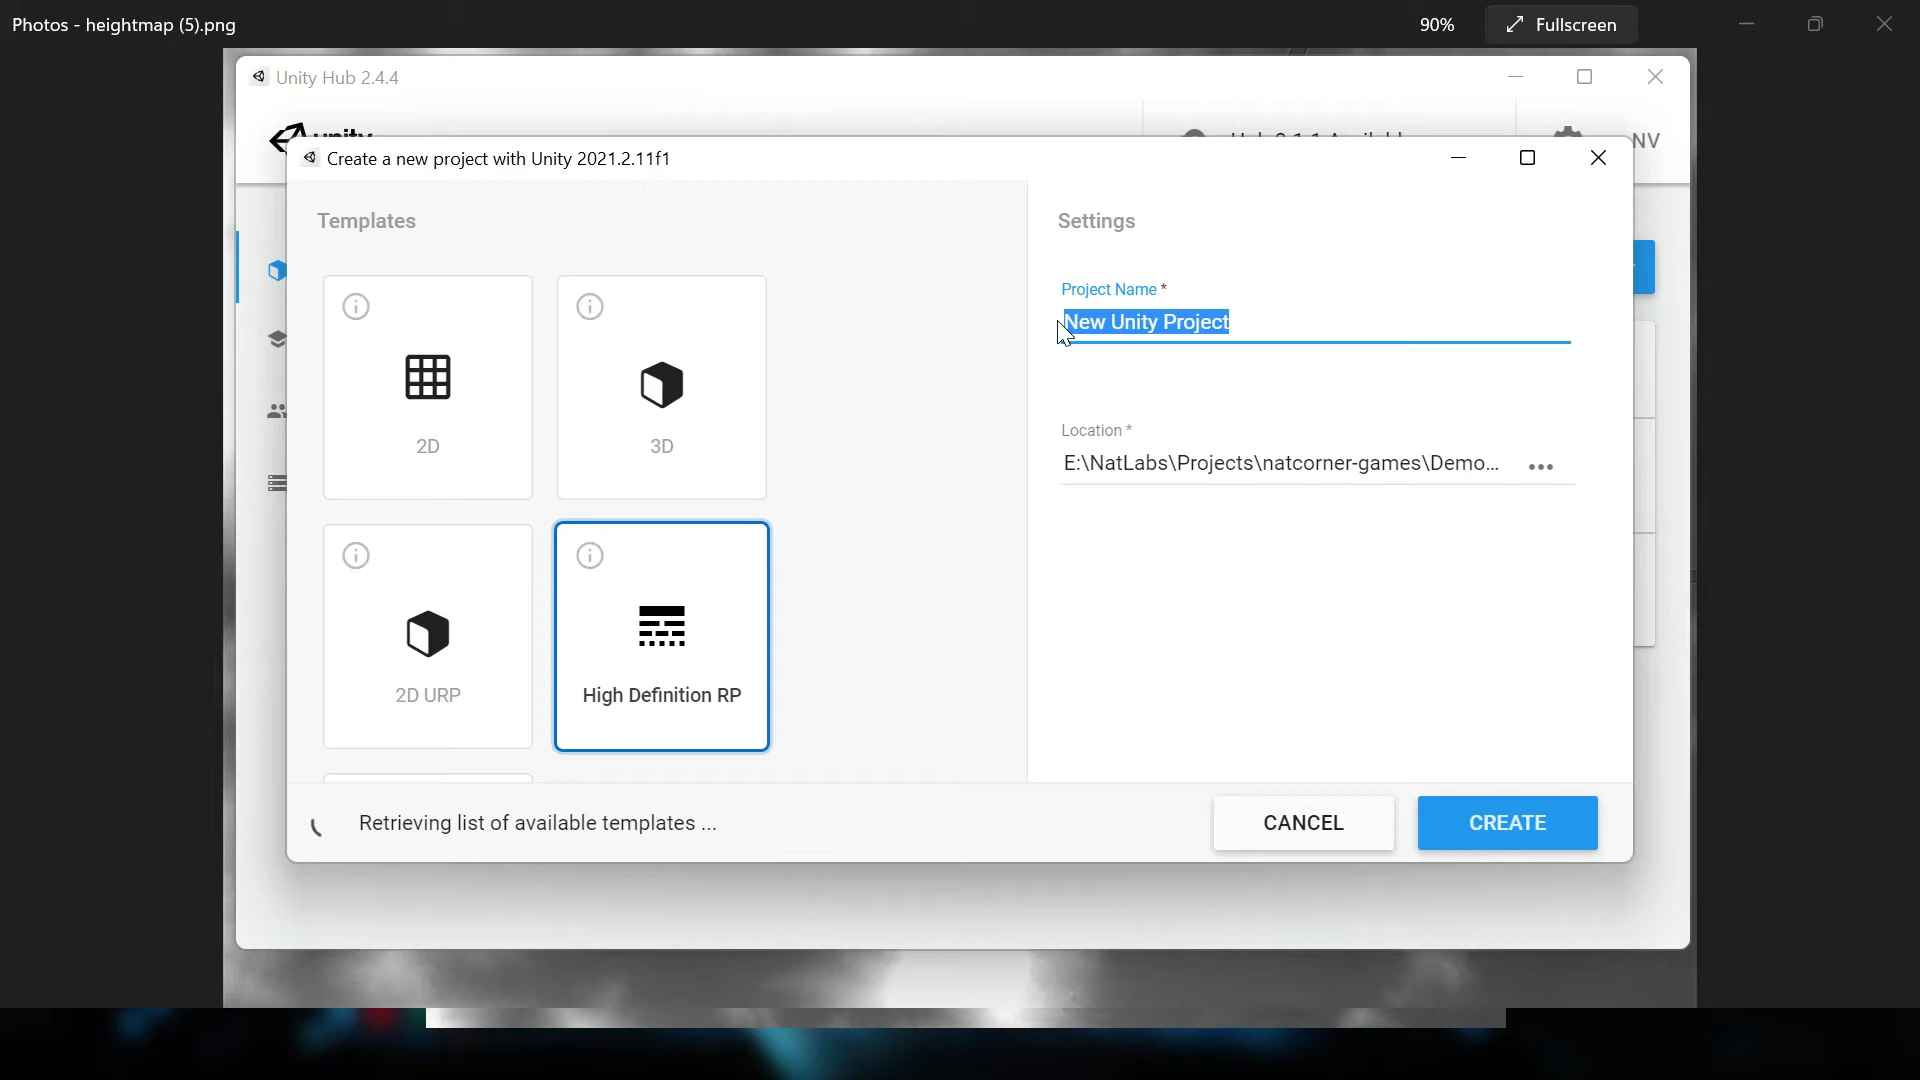 Photos - heightmap (5).png
90%
Fullscreen
Unity Hub 2.4.4
unity
NV
Create a new project with Unity 2021.2.11f1
Templates
Settings
Project Name *
New Unity Project
2D
3D
Location *
E:\NatLabs\Projects\natcorner-games\Demo...
2D URP
High Definition RP
Retrieving list of available templates ...
CANCEL
CREATE